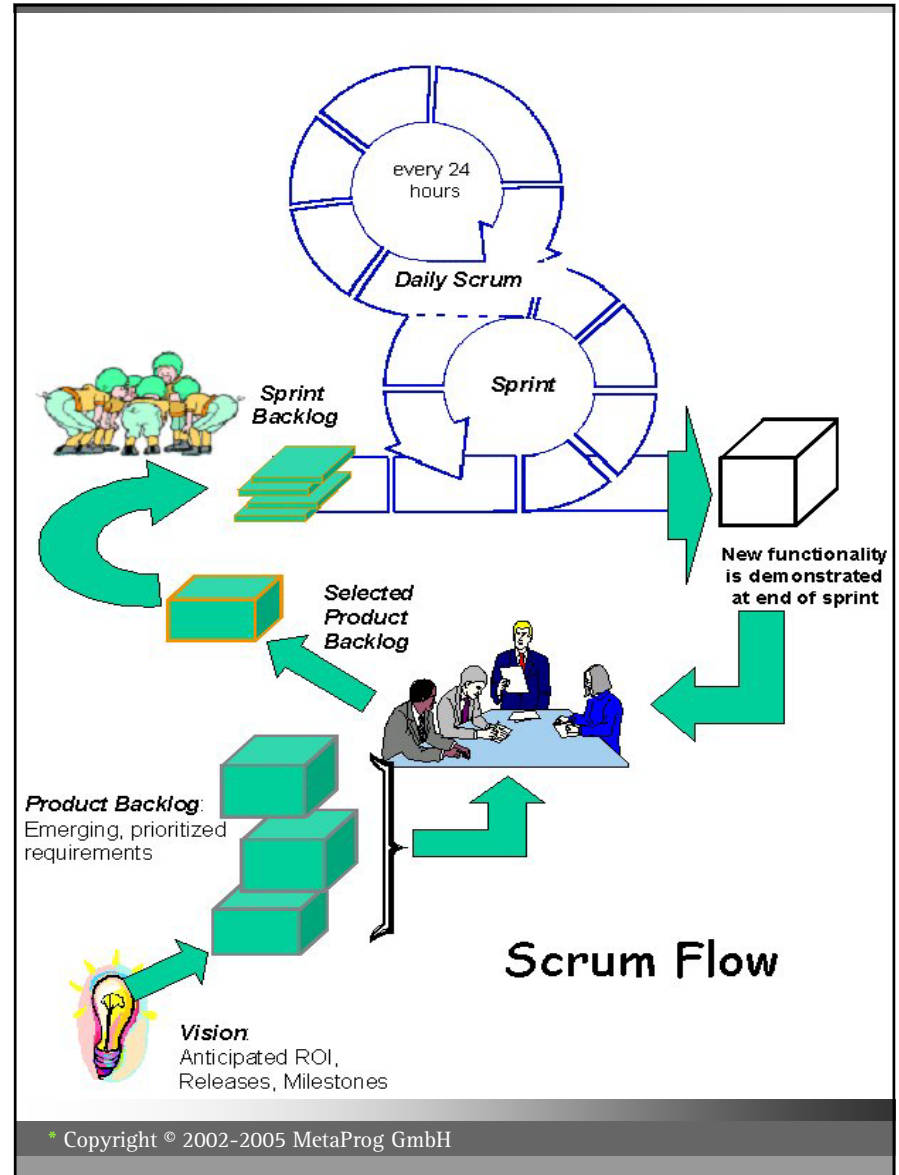 every 24
hours
Daily Scrum
Sprint
Sprint
Backlog
New functionality
is demonstrated
at end of sprint
Selected
Product
Backlog
Product Backlog:
Emerging, prioritized
requirements
Scrum Flow
Vision:
Anticipated ROI,
Releases, Milestones
* Copyright © 2002-2005 MetaProg GmbH